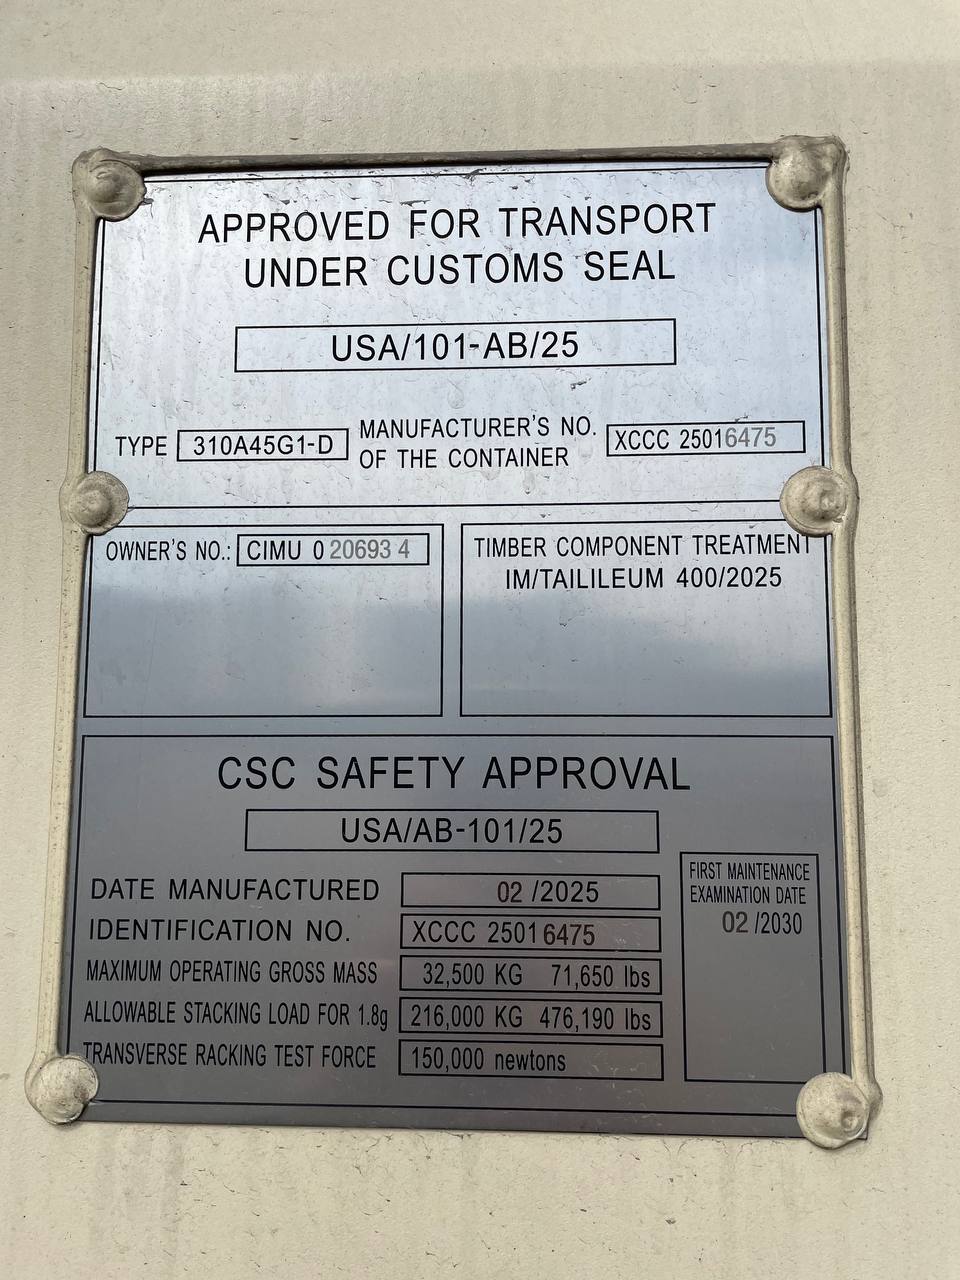 APPROVED FOR TRANSPORT
UNDER CUSTOMS SEAL
USA/101-AB/25
TYPE 310A45G1-D MANUFACTURER'S NO. OF THE CONTAINER XCCC 25016475
OWNER'S NO.: CIMU 0 20693 4
TIMBER COMPONENT TREATMENT
IM/TAILILEUM 400/2025
CSC SAFETY APPROVAL
USA/AB-101/25
DATE MANUFACTURED 02 /2025
IDENTIFICATION NO. XCCC 25016475
MAXIMUM OPERATING GROSS MASS 32,500 KG 71,650 lbs
ALLOWABLE STACKING LOAD FOR 1.8g 216,000 KG 476,190 lbs
TRANSVERSE RACKING TEST FORCE 150,000 newtons
FIRST MAINTENANCE
EXAMINATION DATE
02 /2030